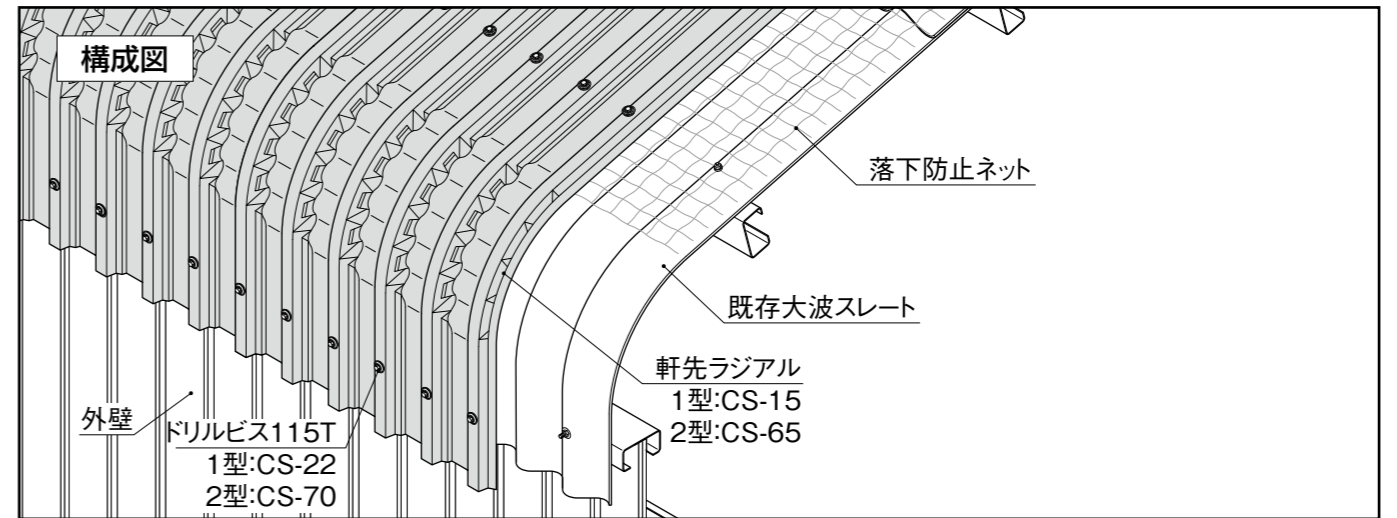 構成図
落下防止ネット
既存大波スレート
軒先ラジアル
1型:CS-15
2型:CS-65
外壁
ドリルビス115T
1型:CS-22
2型:CS-70